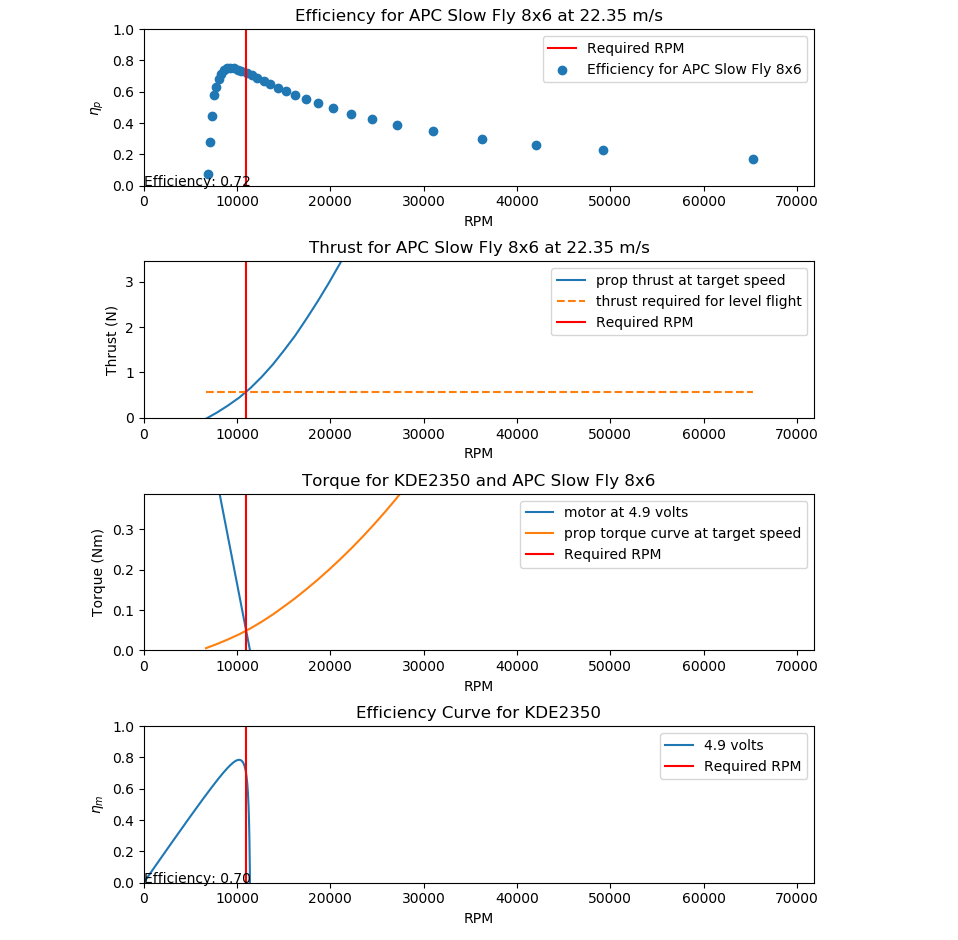 Efficiency for APC Slow Fly 8x6 at 22.35 m/s
1.0
0.8
0.6
0.4
0.2
0.0
ηp
Required RPM
Efficiency for APC Slow Fly 8x6
Efficiency: 0.72
0 10000 20000 30000 40000 50000 60000 70000
RPM
Thrust for APC Slow Fly 8x6 at 22.35 m/s
3
2
1
0
Thrust (N)
prop thrust at target speed
thrust required for level flight
Required RPM
0 10000 20000 30000 40000 50000 60000 70000
RPM
Torque for KDE2350 and APC Slow Fly 8x6
0.3
0.2
0.1
0.0
Torque (Nm)
motor at 4.9 volts
prop torque curve at target speed
Required RPM
0 10000 20000 30000 40000 50000 60000 70000
RPM
Efficiency Curve for KDE2350
1.0
0.8
0.6
0.4
0.2
0.0
ηm
4.9 volts
Required RPM
Efficiency: 0.70
0 10000 20000 30000 40000 50000 60000 70000
RPM